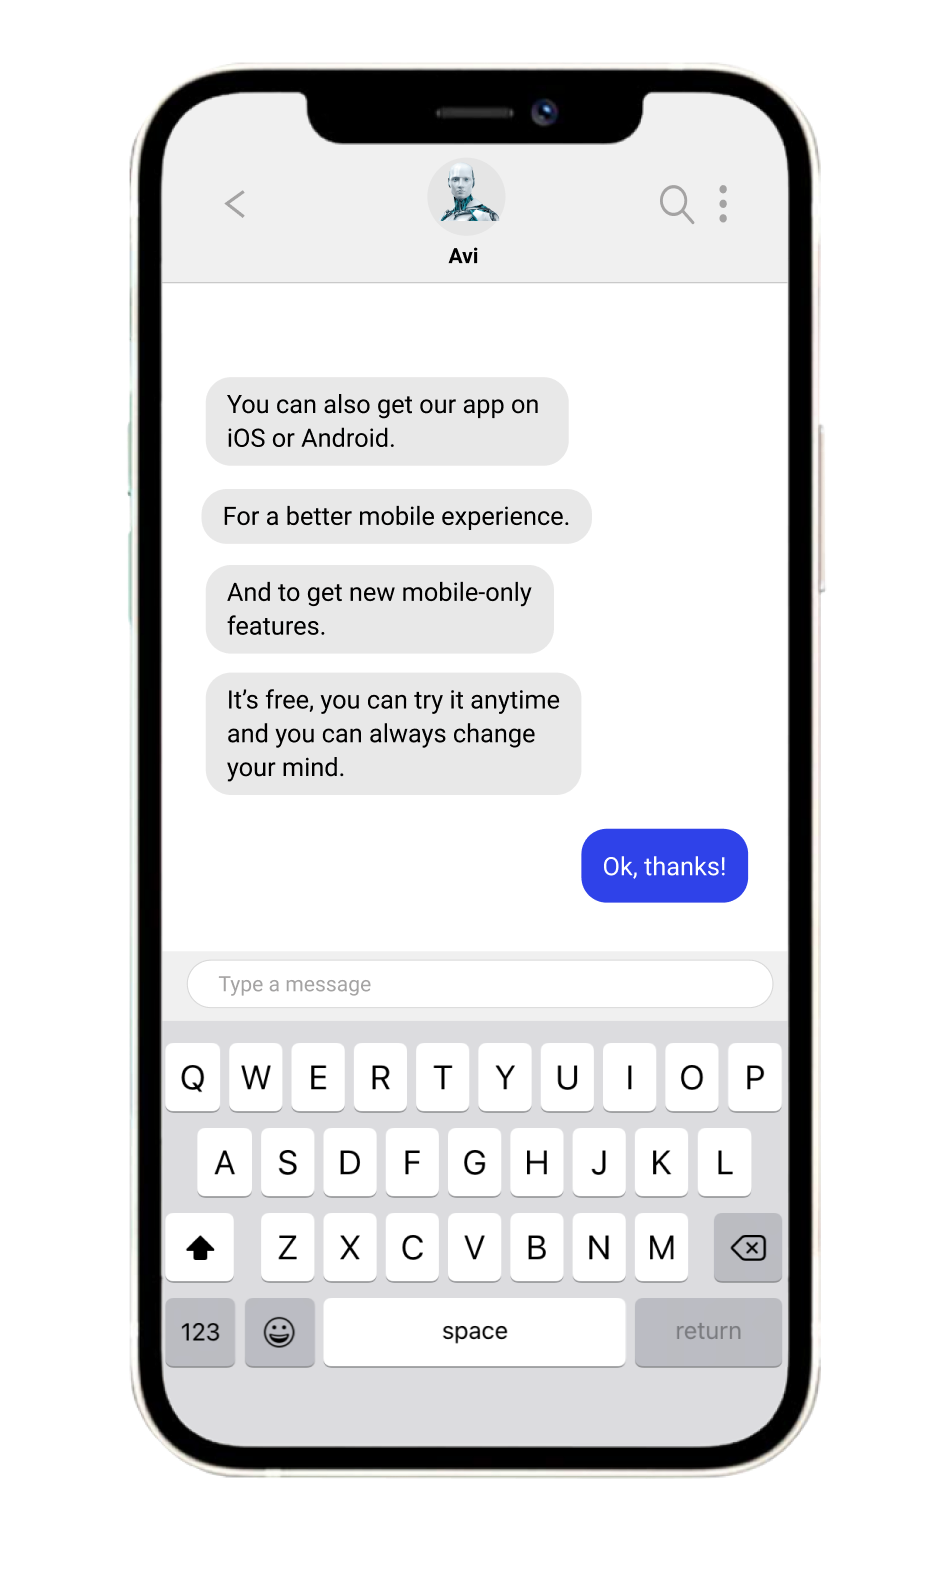 Avi
You can also get our app on
iOS or Android.
For a better mobile experience.
And to get new mobile-only
features.
It’s free, you can try it anytime
and you can always change
your mind.
Ok, thanks!
Type a message
Q W E R T Y U I O P
A S D F G H J K L
Z X C V B N M
123 space return